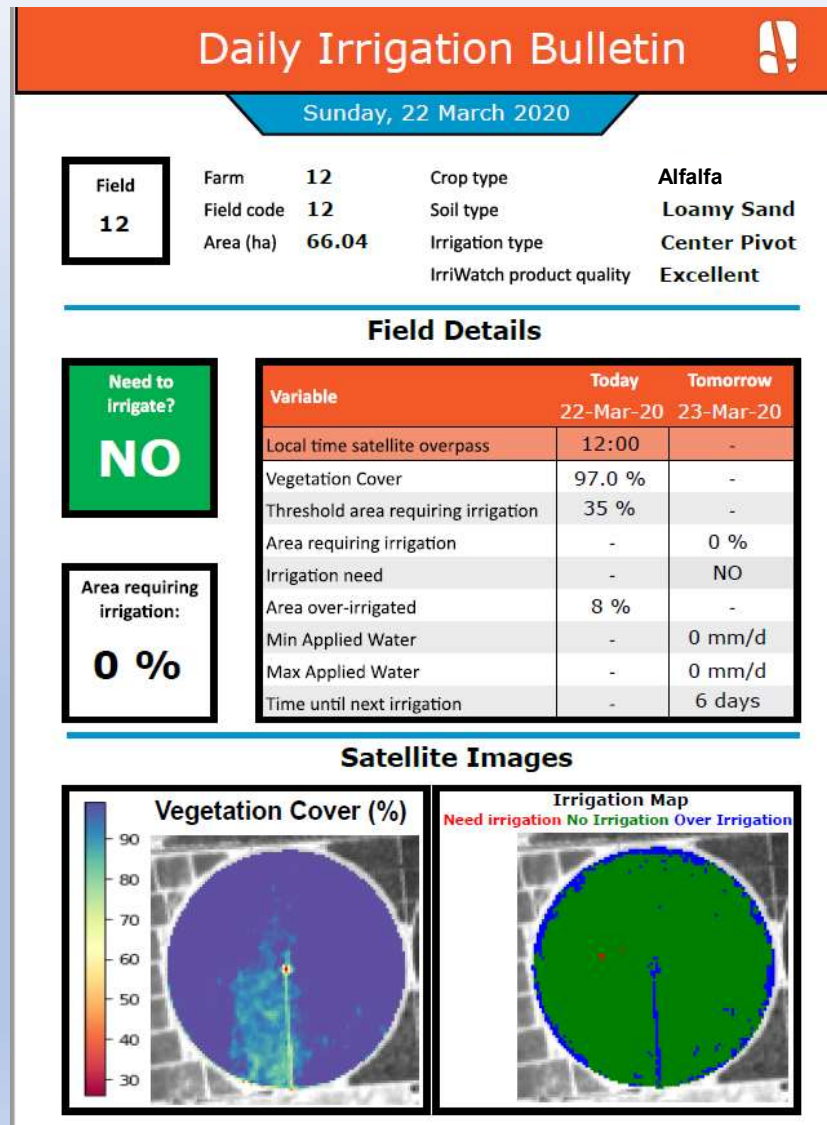 Daily Irrigation Bulletin
Sunday, 22 March 2020
Field
12
Farm 12
Field code 12
Area (ha) 66.04
Crop type Alfalfa
Soil type Loamy Sand
Irrigation type Center Pivot
IrriWatch product quality Excellent
Field Details
Need to
irrigate?
NO
Area requiring
irrigation:
0 %
Variable Today Tomorrow
22-Mar-20 23-Mar-20
Local time satellite overpass 12:00 -
Vegetation Cover 97.0 % -
Threshold area requiring irrigation 35 % -
Area requiring irrigation - 0 %
Irrigation need - NO
Area over-irrigated 8 % -
Min Applied Water - 0 mm/d
Max Applied Water - 0 mm/d
Time until next irrigation - 6 days
Satellite Images
Vegetation Cover (%)
90
80
70
60
50
40
30
Irrigation Map
Need irrigation No Irrigation Over Irrigation